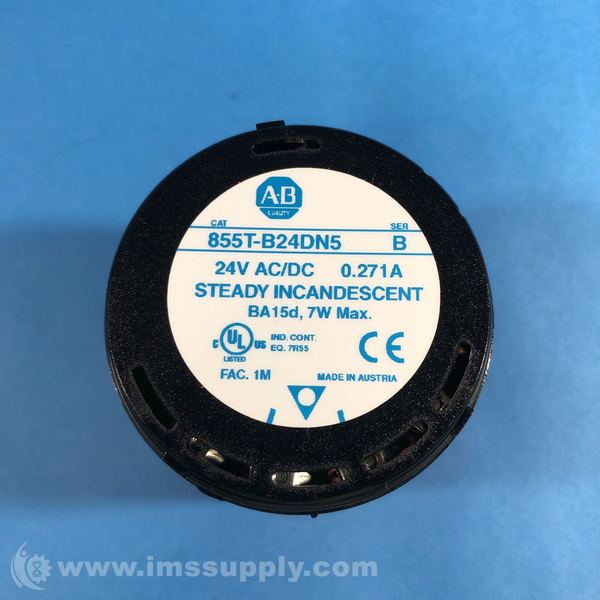 A-B
QUALITY
CAT SER
855T-B24DN5 B
24V AC/DC 0.271A
STEADY INCANDESCENT
BA15d, 7W Max.
C UL US LISTED
IND. CONT.
EQ. 7R55
CE
FAC. 1M
MADE IN AUSTRIA
www.imssupply.com